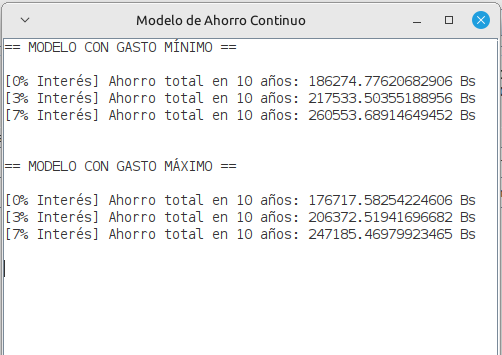 Modelo de Ahorro Continuo
== MODELO CON GASTO MÍNIMO ==
[0% Interés] Ahorro total en 10 años: 186274.77620682906 Bs
[3% Interés] Ahorro total en 10 años: 217533.50355188956 Bs
[7% Interés] Ahorro total en 10 años: 260553.68914649452 Bs
== MODELO CON GASTO MÁXIMO ==
[0% Interés] Ahorro total en 10 años: 176717.58254224606 Bs
[3% Interés] Ahorro total en 10 años: 206372.51941696682 Bs
[7% Interés] Ahorro total en 10 años: 247185.46979923465 Bs